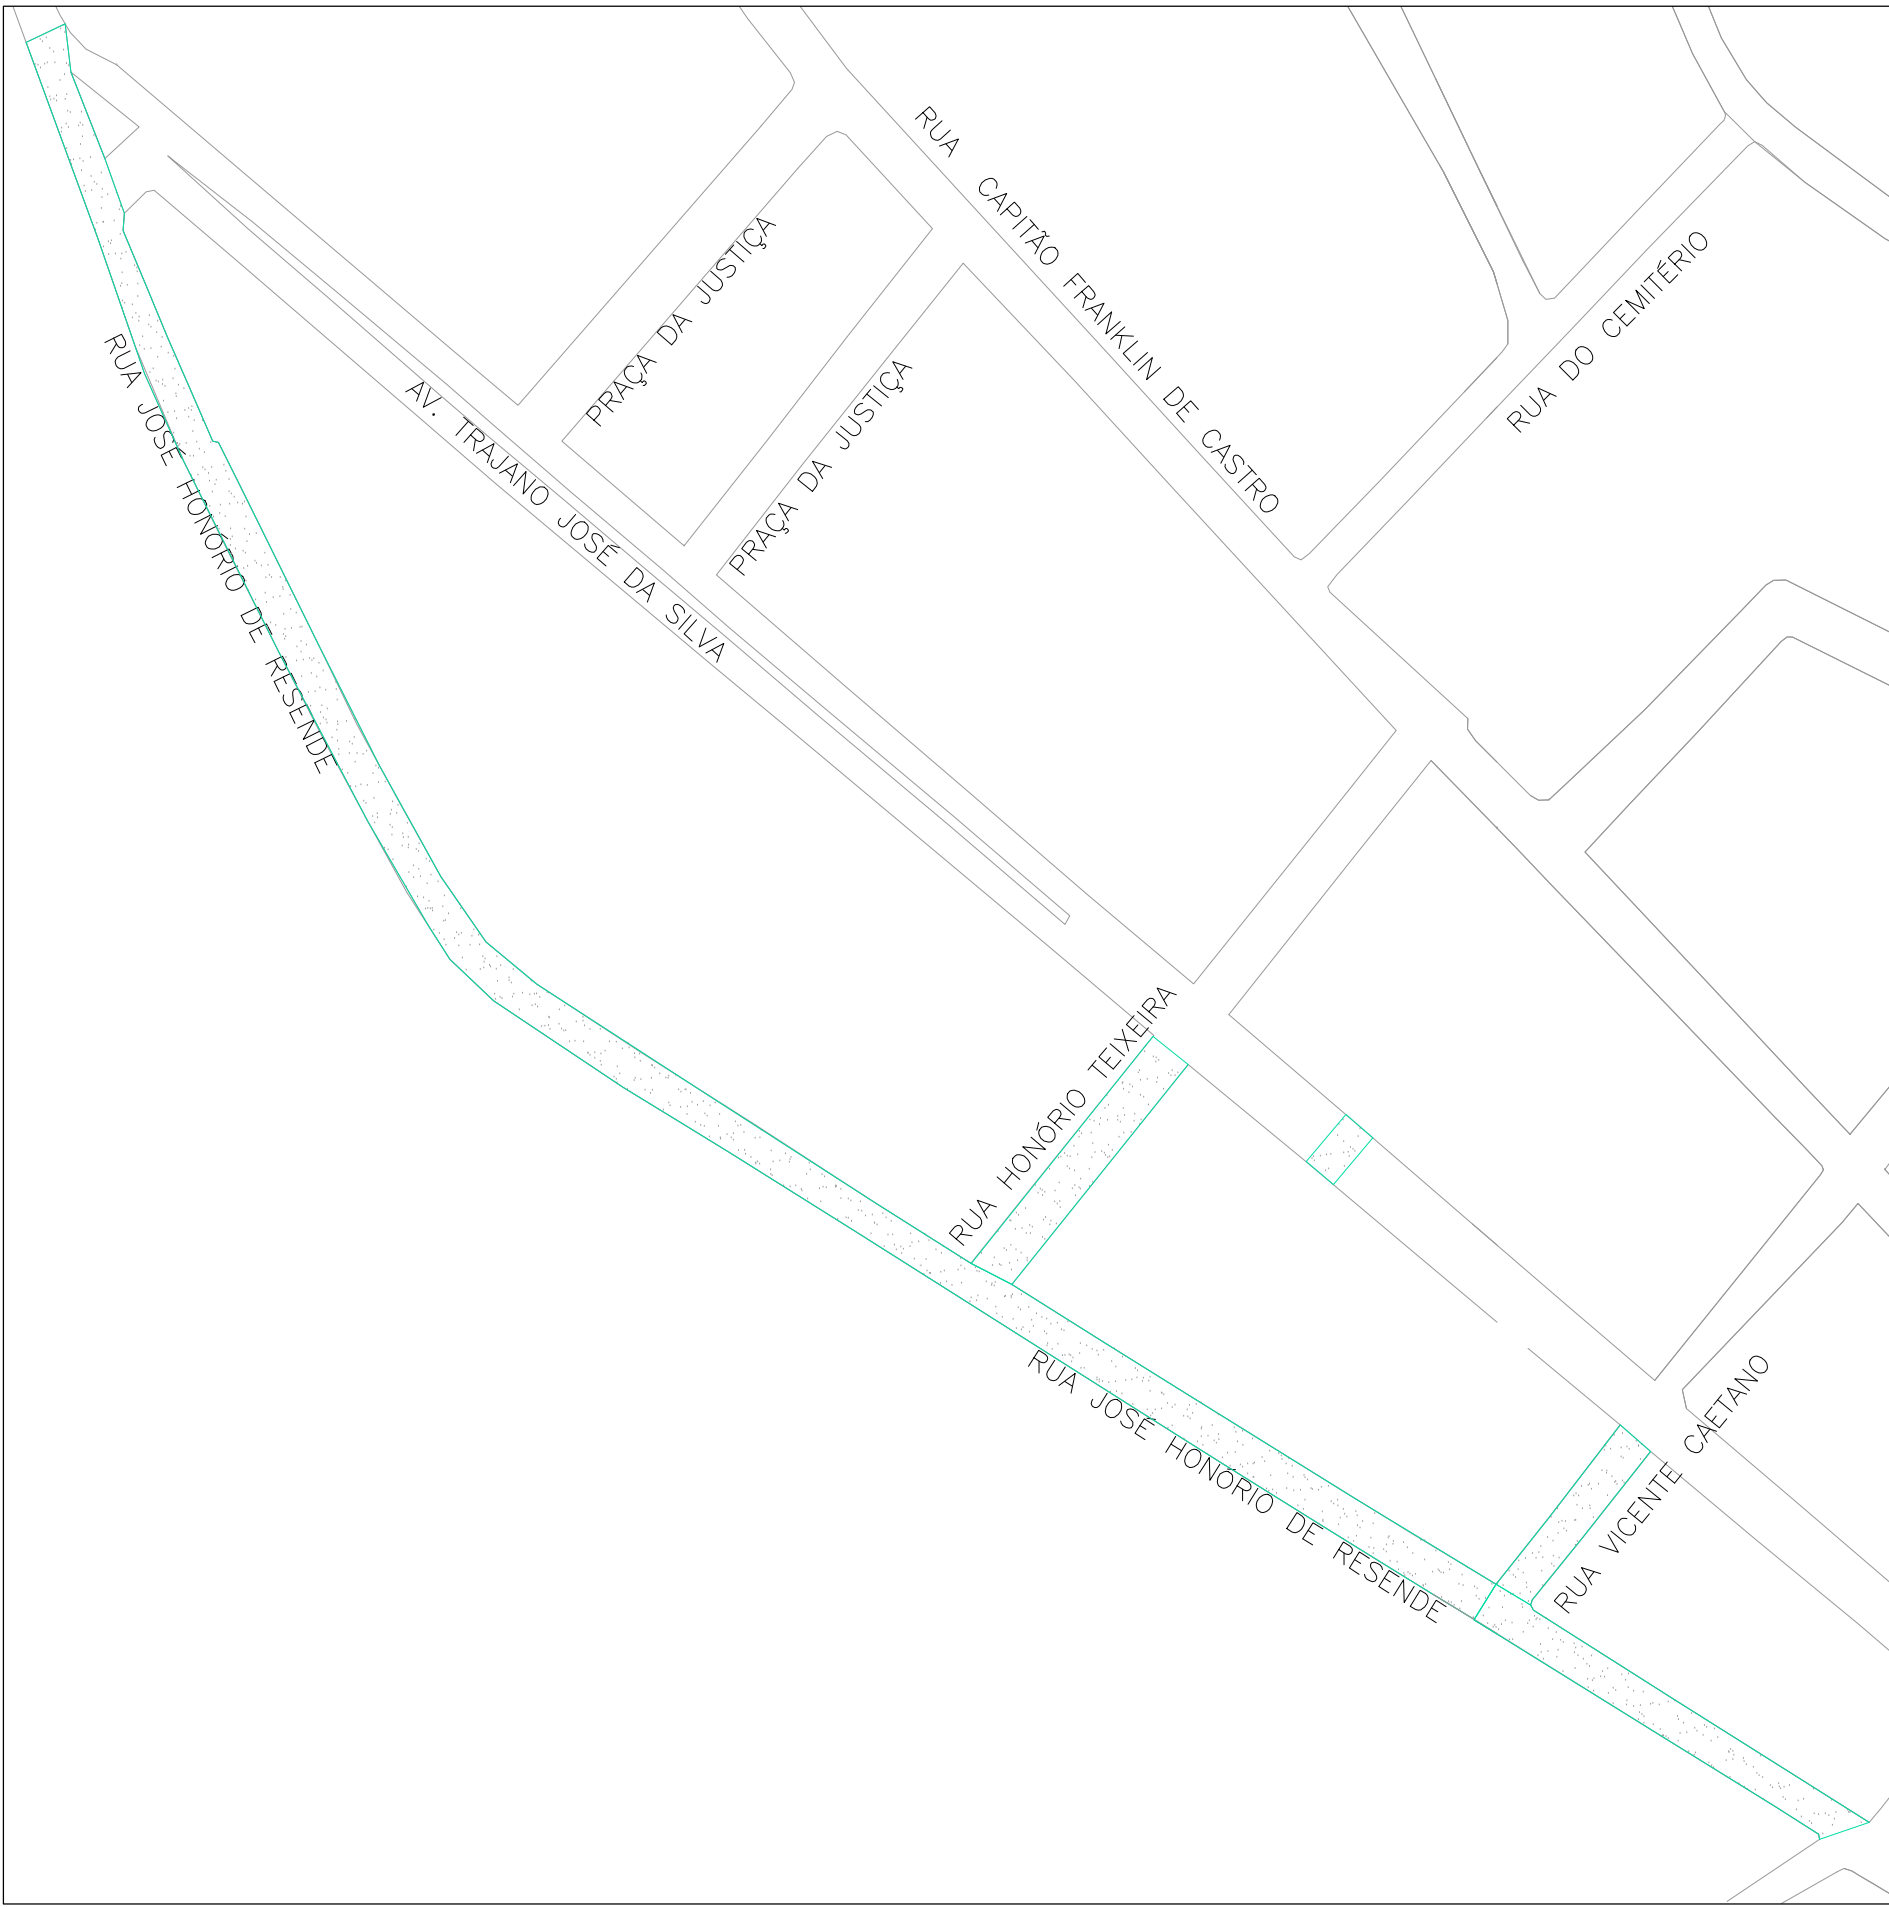 RUA CAPITÃO FRANKLIN DE CASTRO
PRAÇA DA JUSTIÇA
RUA DO CEMITÉRIO
RUA JOSÉ HONÓRIO DE RESENDE
PRAÇA DA JUSTIÇA
AV. TRAJANO JOSÉ DA SILVA
RUA HONÓRIO TEIXEIRA
RUA JOSÉ HONÓRIO DE RESENDE
RUA VICENTE CAETANO